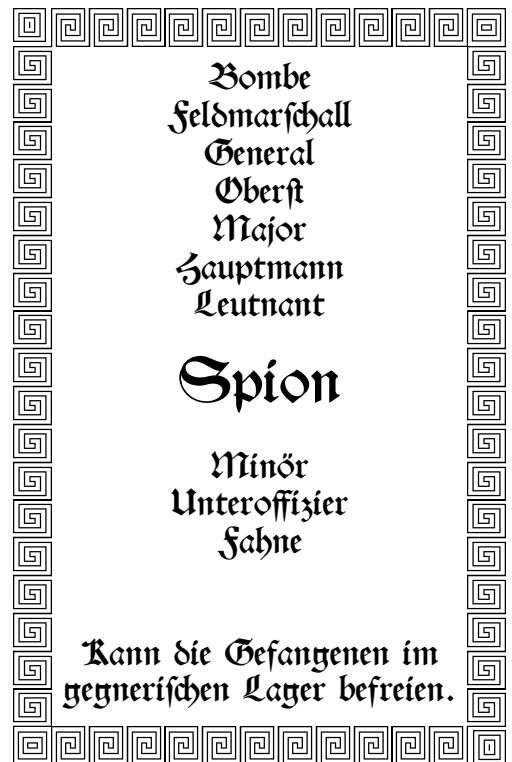 Bombe
Feldmarſchall
General
Oberſt
Major
Hauptmann
Leutnant
Spion
Minör
Unteroffizier
Fahne
Kann die Gefangenen im
gegneriſchen Lager befreien.